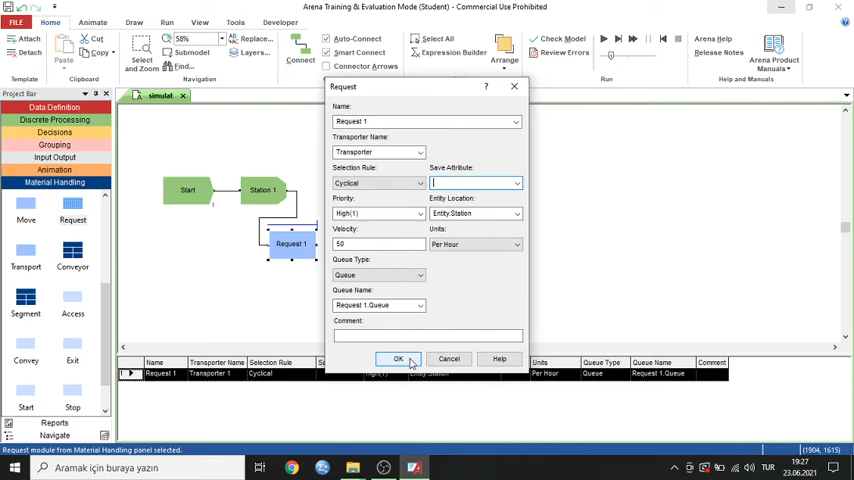 Arena Training & Evaluation Mode (Student) - Commercial Use Prohibited
FILE Home Animate Draw Run View Tools Developer
Attach
Detach
Template
Paste
Cut
Copy
Clipboard
Select and Zoom
58%
Submodel
Find...
Replace...
Layers...
Navigation
Connect
Auto-Connect
Smart Connect
Connector Arrows
Select All
Expression Builder
Arrange
Check Model
Review Errors
Run
Help
Release Notes
Arena Product Manuals
Help and Manuals
Project Bar
simulat
Data Definition
Discrete Processing
Decisions
Grouping
Input Output
Animation
Material Handling
Move Request
Transport Conveyor
Segment Access
Convey Exit
Start Stop
Reports
Navigate
Start
Station 1
Request 1
Request
Name:
Request 1
Transporter Name:
Transporter
Selection Rule: Save Attribute:
Cyclical
Priority: Entity Location:
High(1) Entity.Station
Velocity: Units:
50 Per Hour
Queue Type:
Queue
Queue Name:
Request 1.Queue
Comment:
OK Cancel Help
Name Transporter Name Selection Rule Sa Units Queue Type Queue Name Comment
1 Request 1 Transporter 1 Cyclical High(1) Entity.Station Per Hour Queue Request 1.Queue
Request module from Material Handling panel selected.
(1904, 1615)
Aramak için buraya yazın
TUR
19:27
23.06.2021